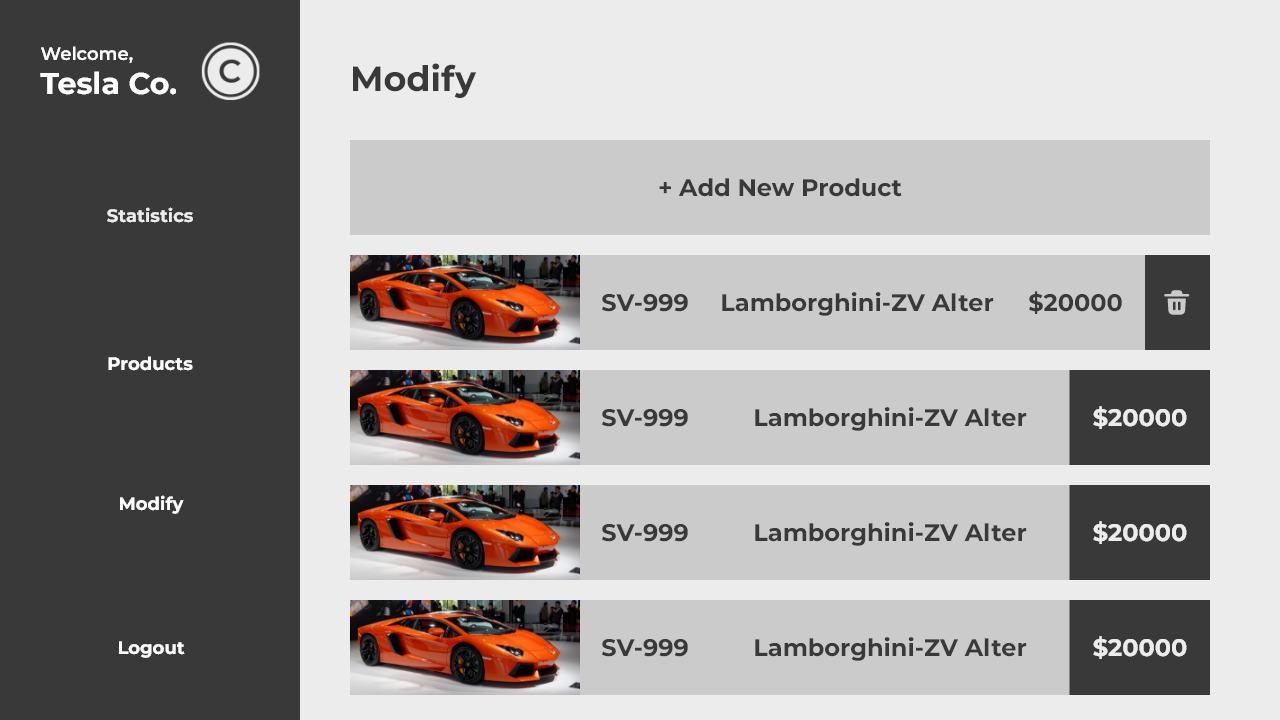 Welcome,
Tesla Co.
C
Statistics
Products
Modify
Logout
Modify
+ Add New Product
SV-999 Lamborghini-ZV Alter $20000
SV-999 Lamborghini-ZV Alter $20000
SV-999 Lamborghini-ZV Alter $20000
SV-999 Lamborghini-ZV Alter $20000